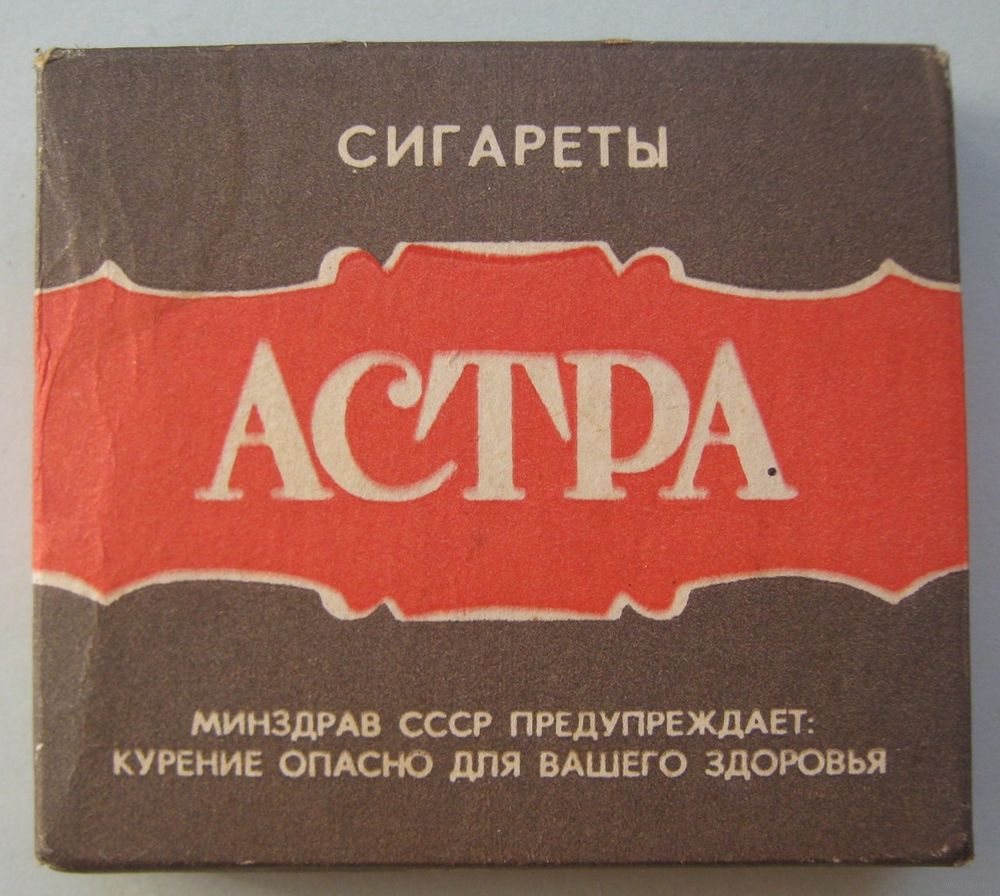 СИГАРЕТЫ
АСТРА
МИНЗДРАВ СССР ПРЕДУПРЕЖДАЕТ:
КУРЕНИЕ ОПАСНО ДЛЯ ВАШЕГО ЗДОРОВЬЯ